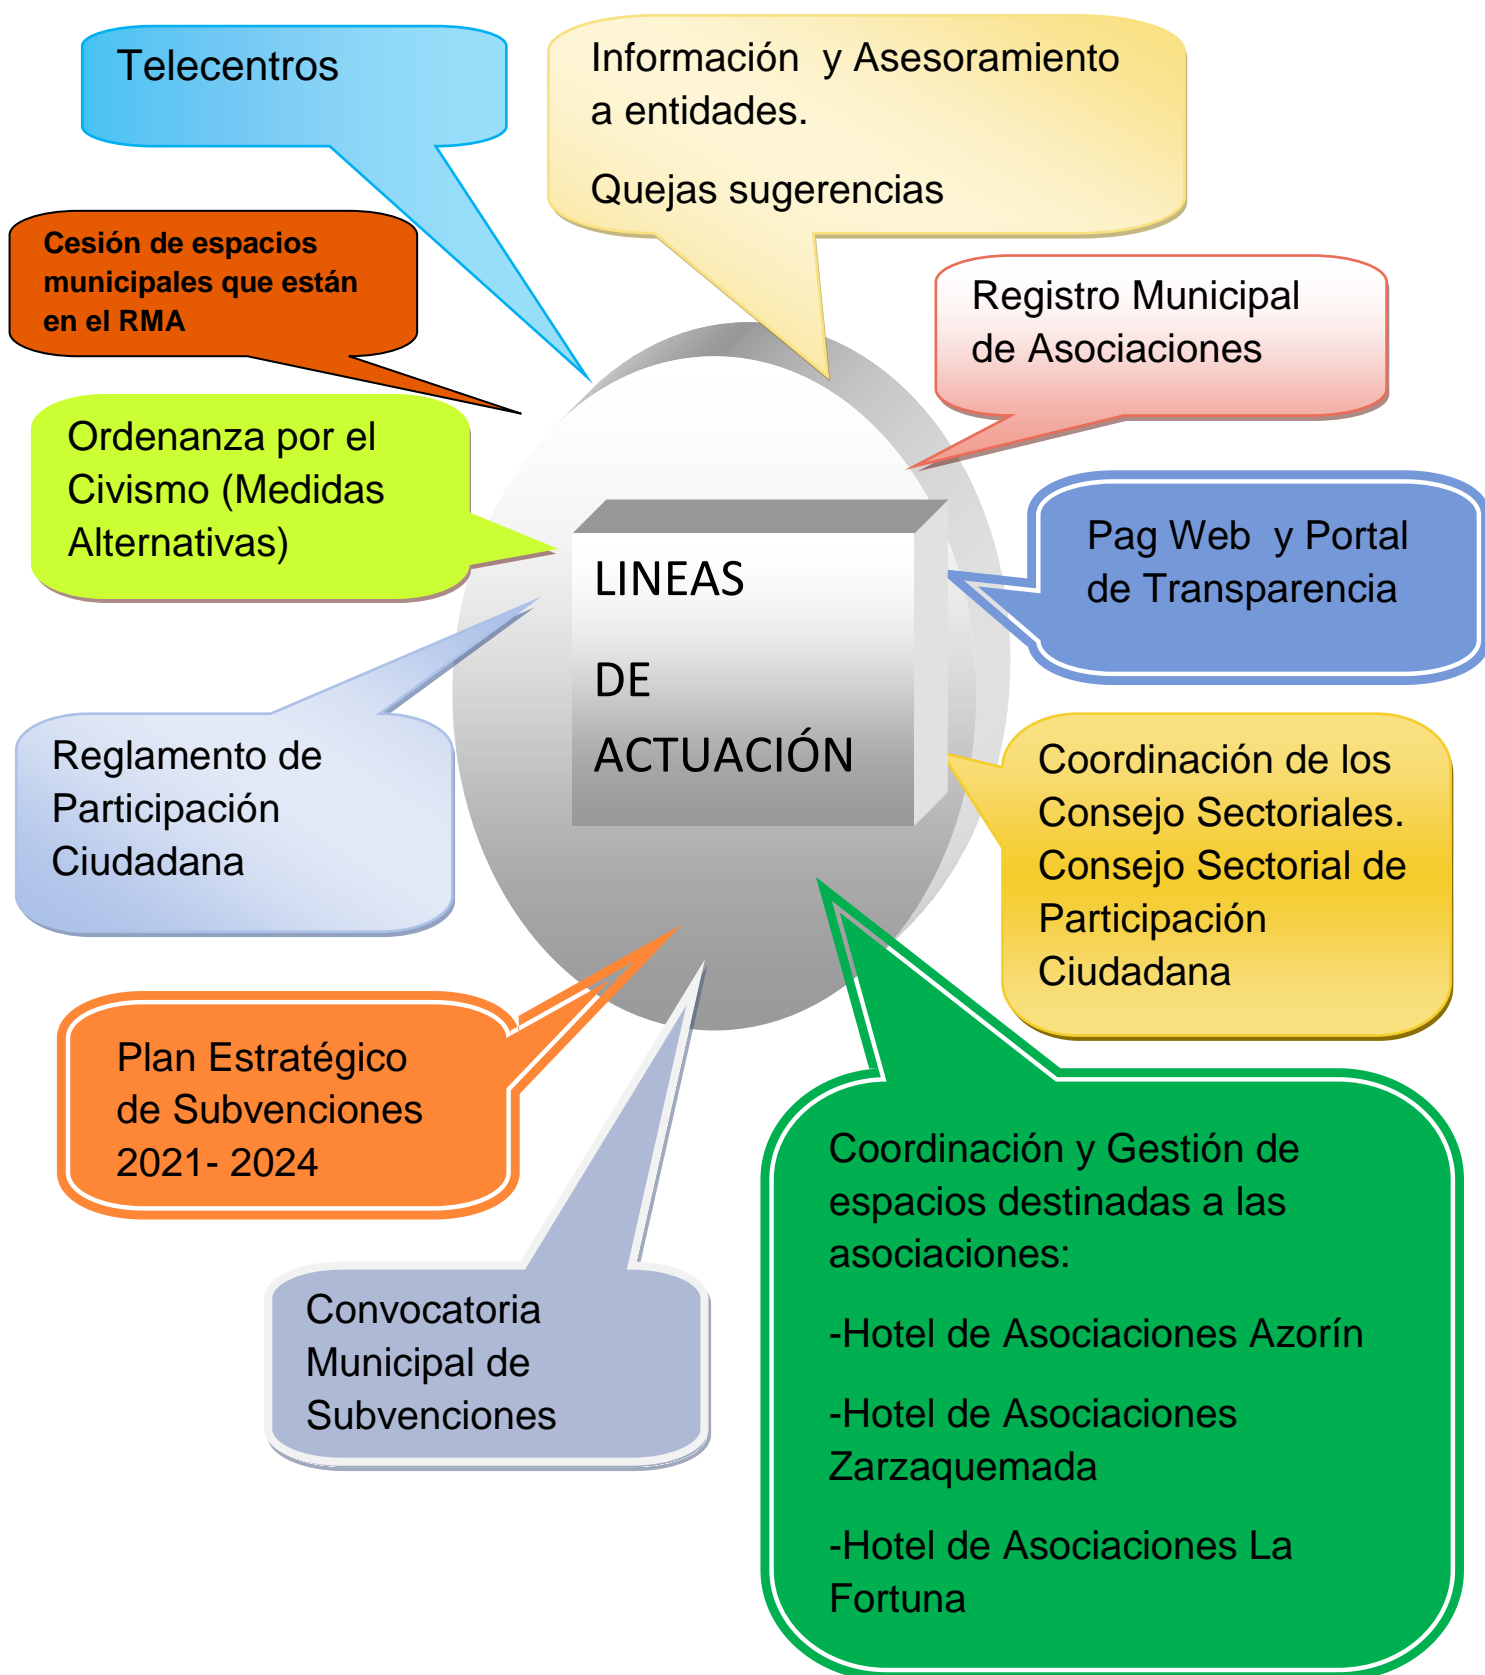 Telecentros
Información y Asesoramiento
a entidades.
Quejas sugerencias
Cesión de espacios
municipales que están
en el RMA
Registro Municipal
de Asociaciones
Ordenanza por el
Civismo (Medidas
Alternativas)
Pag Web y Portal
de Transparencia
LINEAS
DE
ACTUACIÓN
Reglamento de
Participación
Ciudadana
Coordinación de los
Consejo Sectoriales.
Consejo Sectorial de
Participación
Ciudadana
Plan Estratégico
de Subvenciones
2021- 2024
Convocatoria
Municipal de
Subvenciones
Coordinación y Gestión de
espacios destinadas a las
asociaciones:
-Hotel de Asociaciones Azorín
-Hotel de Asociaciones
Zarzaquemada
-Hotel de Asociaciones La
Fortuna